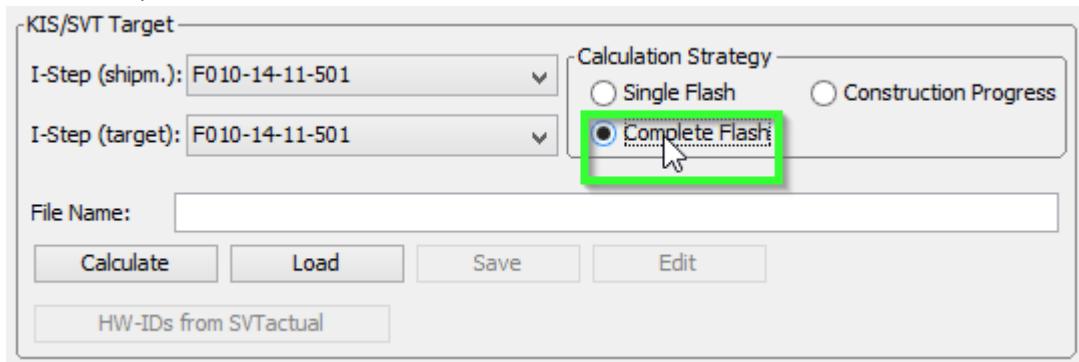 KIS/SVT Target
Calculation Strategy
I-Step (shipm.): F010-14-11-501
Single Flash Construction Progress
I-Step (target): F010-14-11-501
Complete Flash
File Name:
Calculate Load Save Edit
HW-IDs from SVTactual